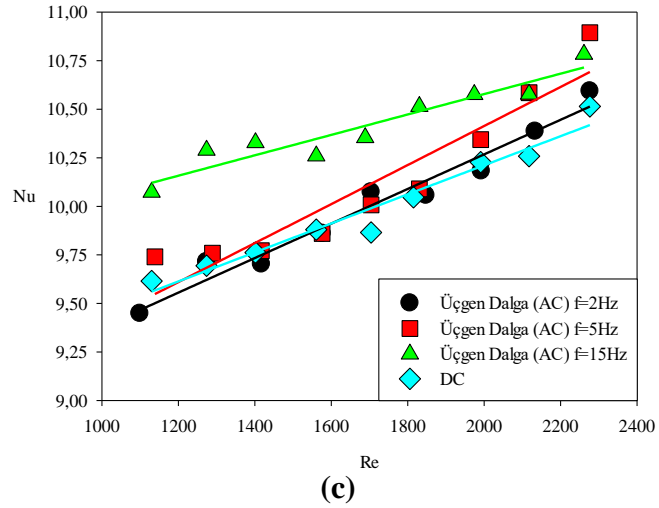 11,00
10,75
10,50
10,25
Nu
10,00
9,75
9,50
9,25
9,00
Üçgen Dalga (AC) f=2Hz
Üçgen Dalga (AC) f=5Hz
Üçgen Dalga (AC) f=15Hz
DC
1000 1200 1400 1600 1800 2000 2200 2400
Re
(c)